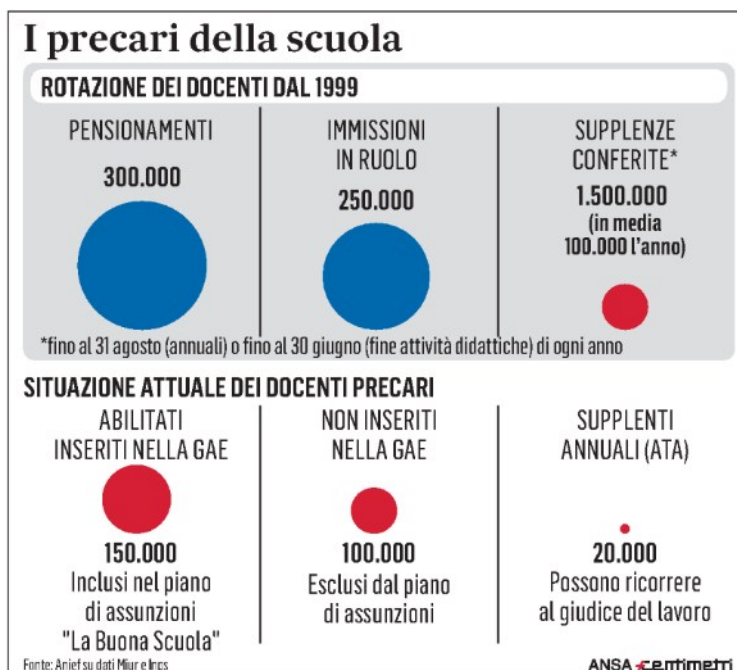 I precari della scuola
ROTAZIONE DEI DOCENTI DAL 1999
PENSIONAMENTI
300.000
IMMISSIONI
IN RUOLO
250.000
SUPPLENZE
CONFERITE*
1.500.000
(in media
100.000 l'anno)
*fino al 31 agosto (annuali) o fino al 30 giugno (fine attività didattiche) di ogni anno
SITUAZIONE ATTUALE DEI DOCENTI PRECARI
ABILITATI
INSERITI NELLA GAE
150.000
Inclusi nel piano
di assunzioni
"La Buona Scuola"
NON INSERITI
NELLA GAE
100.000
Esclusi dal piano
di assunzioni
SUPPLENTI
ANNUALI (ATA)
20.000
Possono ricorrere
al giudice del lavoro
Fonte: Anief su dati Miur e Inps
ANSA centimetri